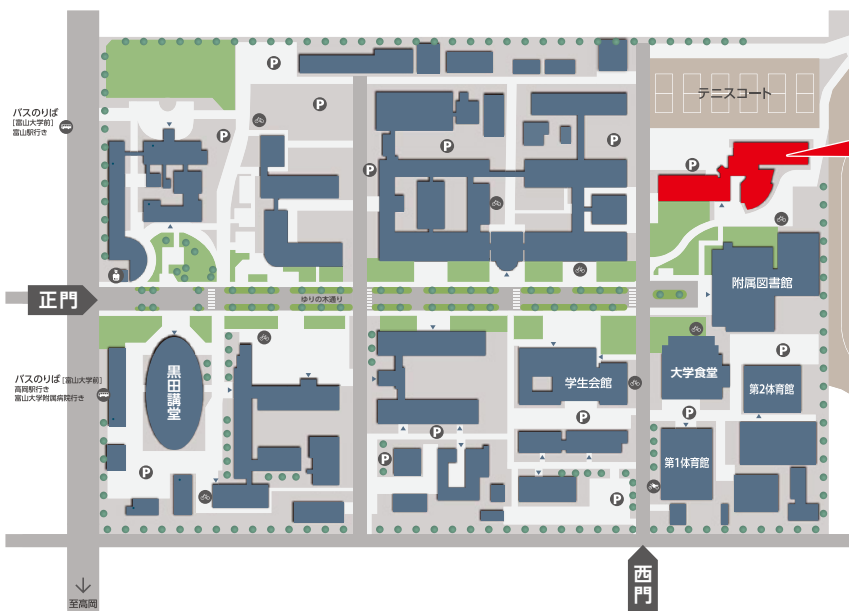 テニスコート
バスのりば
[富山大学前]
富山駅行き
P
P
P
P
P
P
P
附属図書館
正門
ゆりの木通り
バスのりば [富山大学前]
高岡駅行き
富山大学附属病院行き
黒田講堂
学生会館
大学食堂
第2体育館
第1体育館
P
P
P
P
P
P
P
西門
至高岡